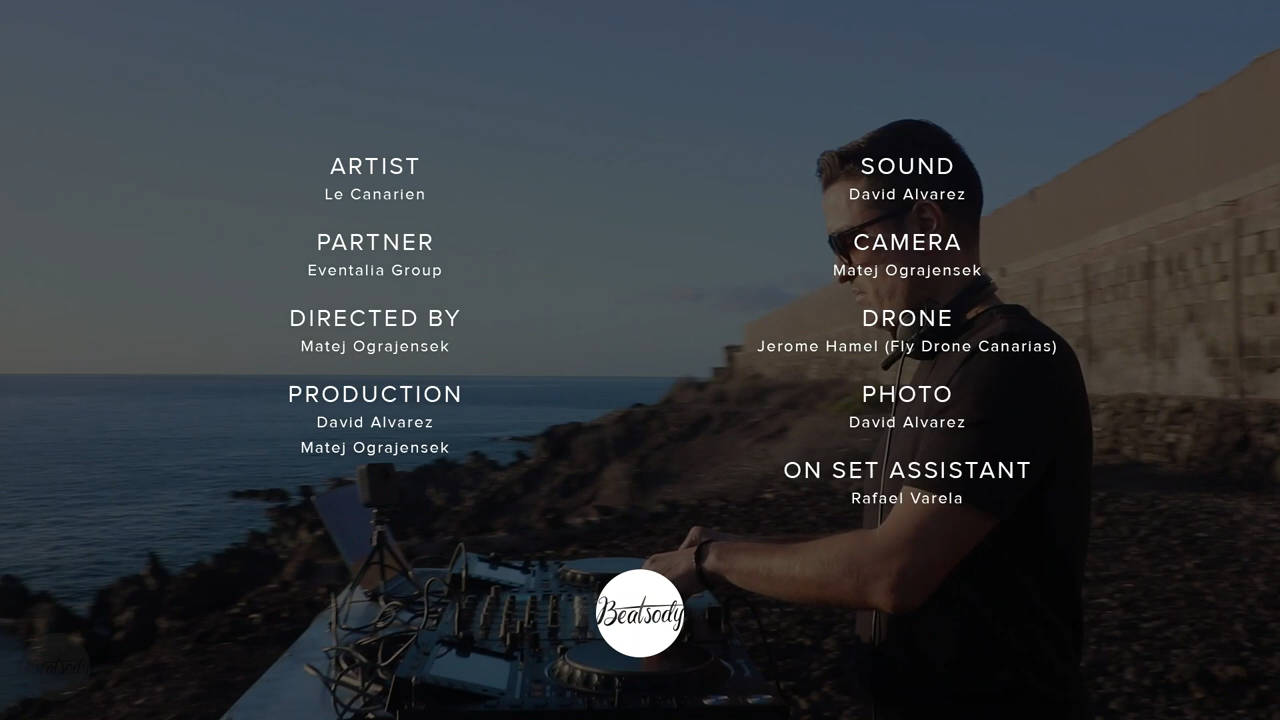 ARTIST
Le Canarien
PARTNER
Eventalia Group
DIRECTED BY
Matej Ograjensek
PRODUCTION
David Alvarez
Matej Ograjensek
SOUND
David Alvarez
CAMERA
Matej Ograjensek
DRONE
Jerome Hamel (Fly Drone Canarias)
PHOTO
David Alvarez
ON SET ASSISTANT
Rafael Varela
Beatsody
Beatsody